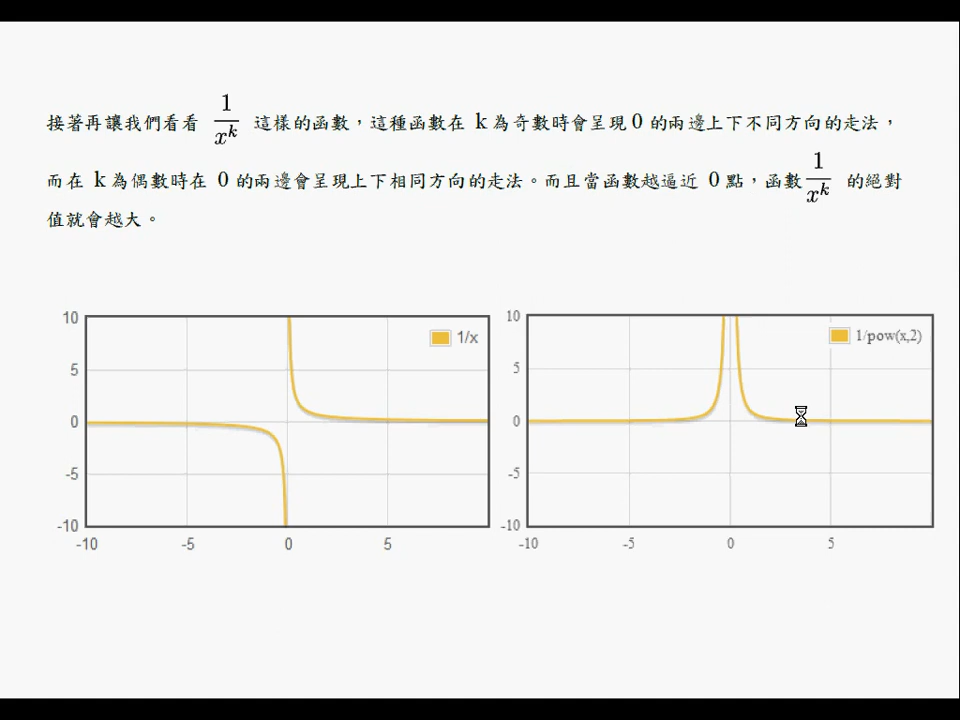 接著再讓我們看看 1/x^k 這樣的函數，這種函數在 k 為奇數時會呈現 0 的兩邊上下不同方向的走法，
而在 k 為偶數時在 0 的兩邊會呈現上下相同方向的走法。而且當函數越逼近 0 點，函數 1/x^k 的絕對
值就會越大。
10
5
0
-5
-10
-10 -5 0 5
1/x
10
5
0
-5
-10
-10 -5 0 5
1/pow(x,2)